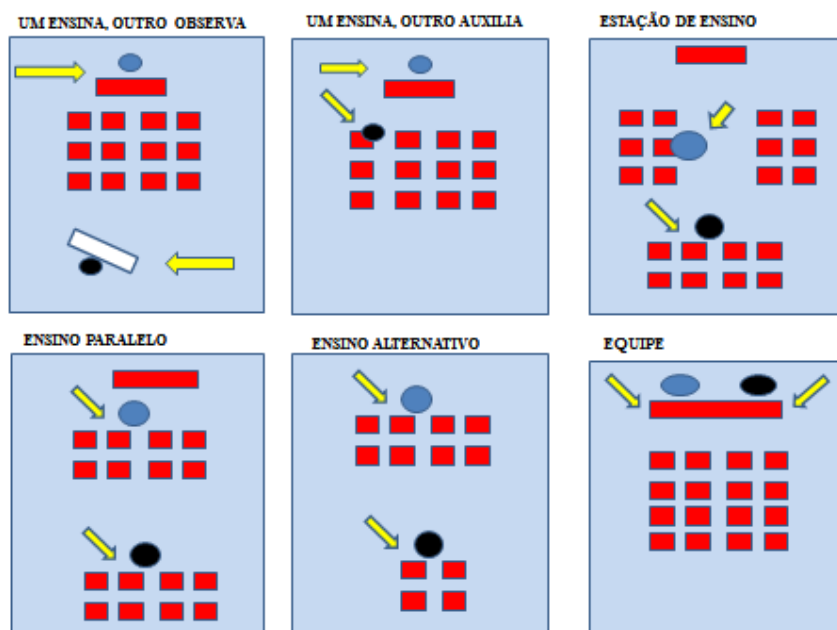 UM ENSINA, OUTRO OBSERVA
UM ENSINA, OUTRO AUXILIA
ESTAÇÃO DE ENSINO
ENSINO PARALELO
ENSINO ALTERNATIVO
EQUIPE